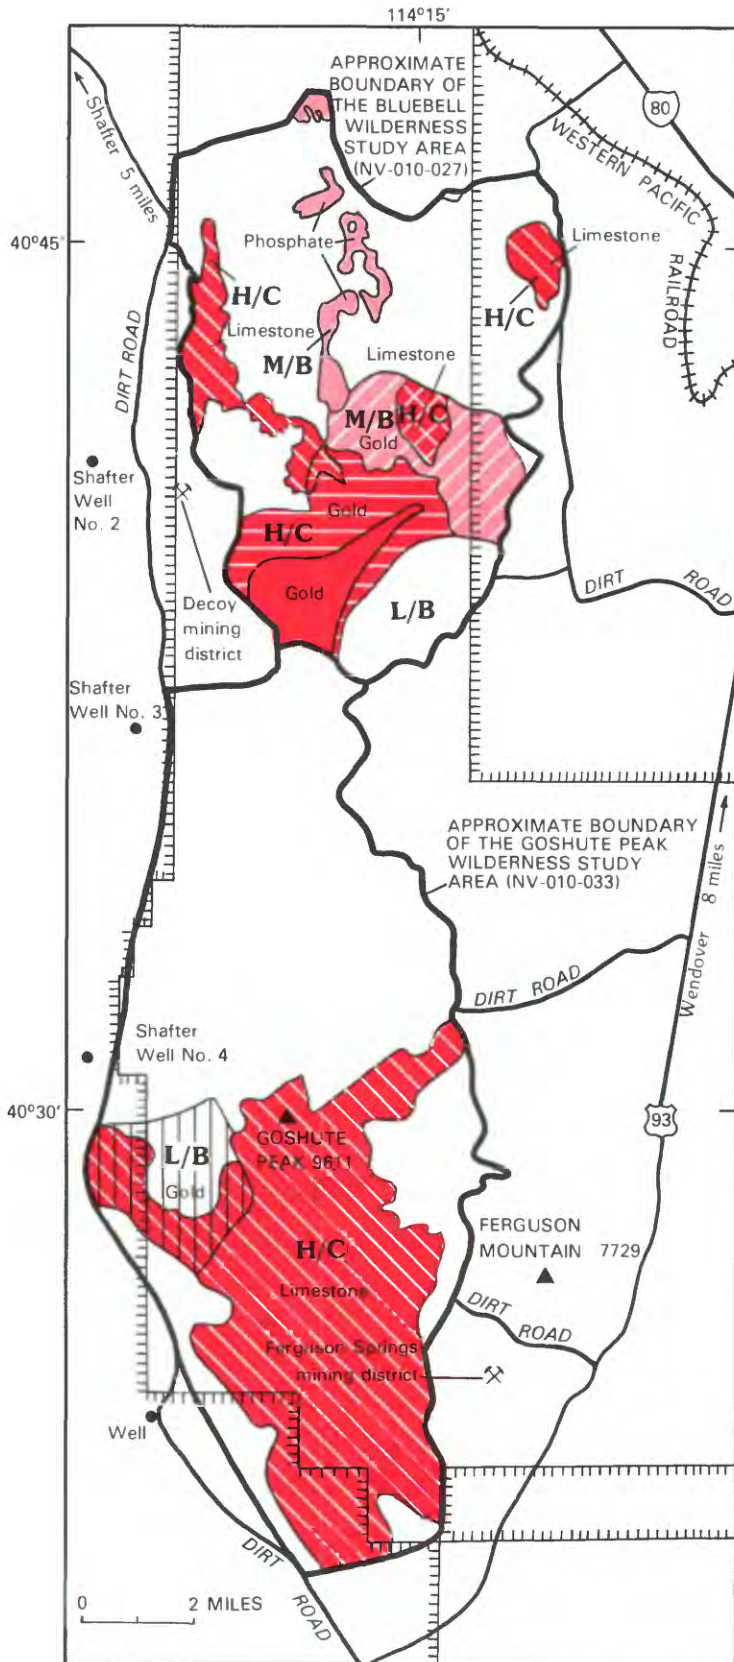 114°15'
APPROXIMATE
BOUNDARY OF
THE BLUEBELL
WILDERNESS
STUDY AREA
(NV-010-027)
Shafter 5 miles
80
WESTERN PACIFIC
RAILROAD
40°45'
Phosphate
Limestone
H/C
Limestone
H/C
M/B
Limestone
DIRT ROAD
M/B
H/C
Gold
Shafter
Well
No. 2
Gold
H/C
Gold
L/B
DIRT ROAD
Decoy
mining
district
Shafter
Well No. 3
APPROXIMATE BOUNDARY
OF THE GOSHUTE PEAK
WILDERNESS STUDY
AREA (NV-010-033)
Wendover 8 miles
DIRT ROAD
Shafter
Well No. 4
40°30'
93
L/B
Gold
GOSHUTE
PEAK 9611
H/C
Limestone
FERGUSON
MOUNTAIN 7729
DIRT
ROAD
Ferguson Springs
mining district
Well
DIRT
ROAD
0 2 MILES